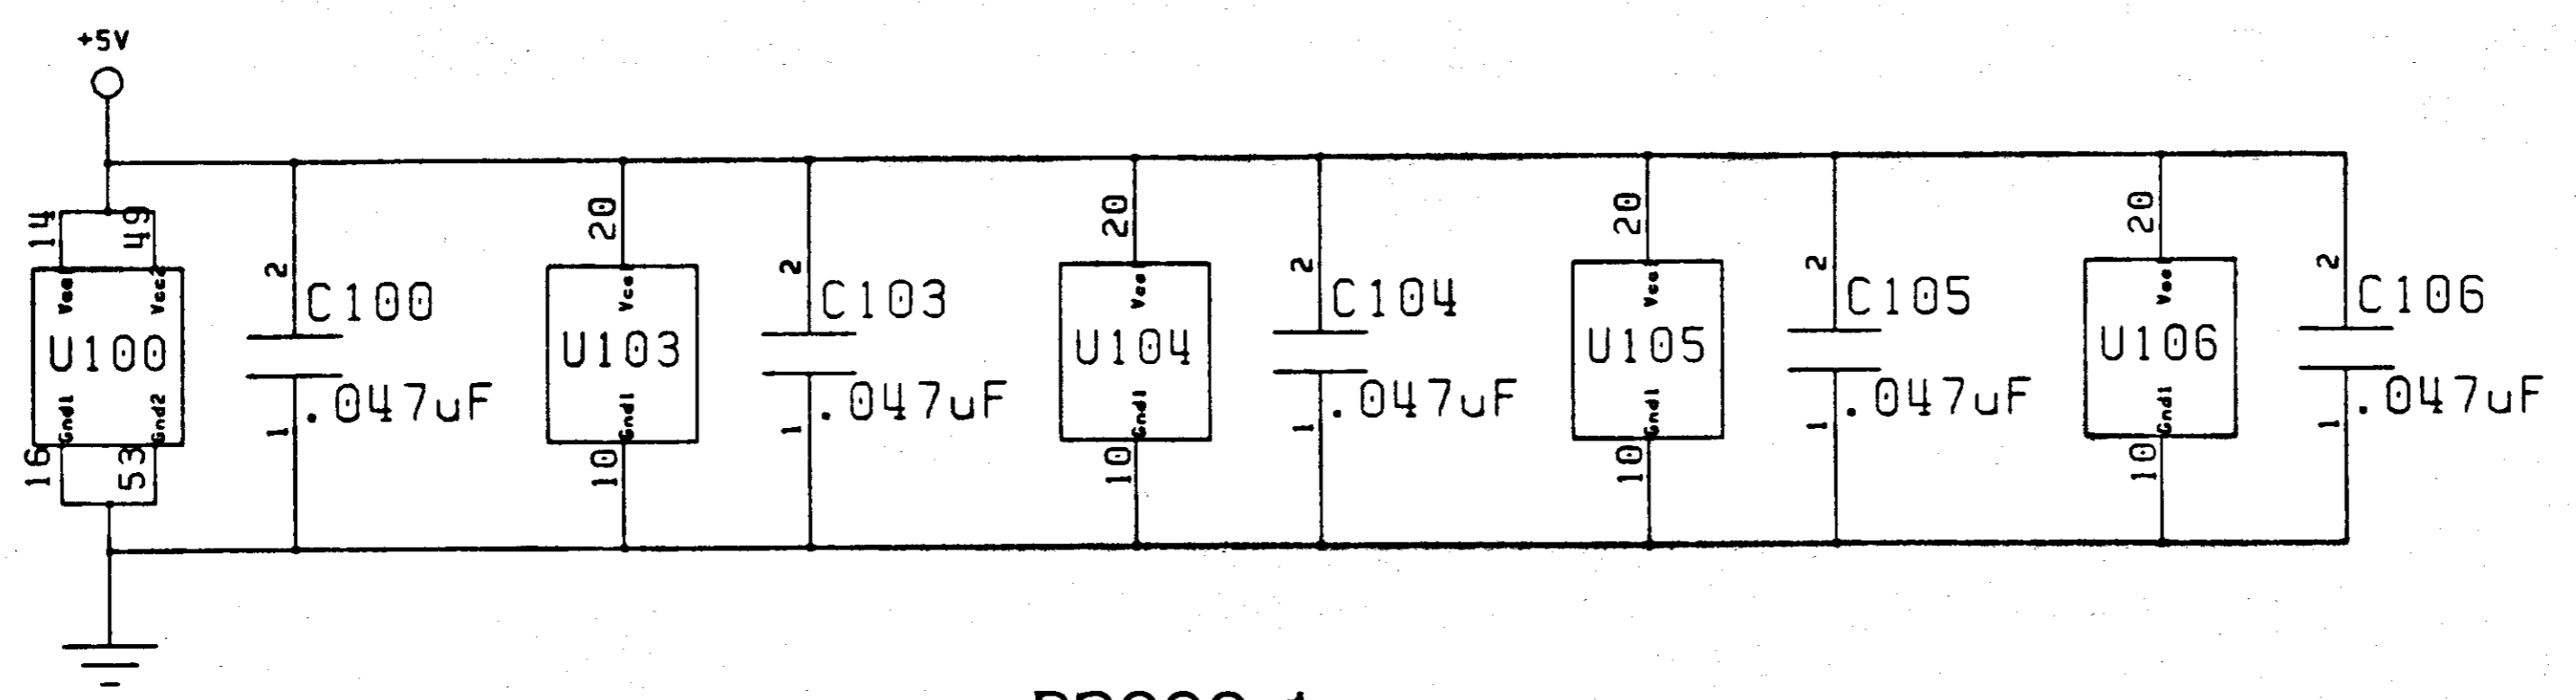 +5V
14 49 20 20 20 20
2 2 2 2 2
Vcc Vcc2 Vcc Vcc Vcc Vcc
C100 C103 C104 C105 C106
U100 U103 U104 U105 U106
.047uF .047uF .047uF .047uF .047uF
Gnd1 Gnd2 Gnd1 Gnd1 Gnd1 Gnd1
1 1 1 1 1
16 53 10 10 10 10